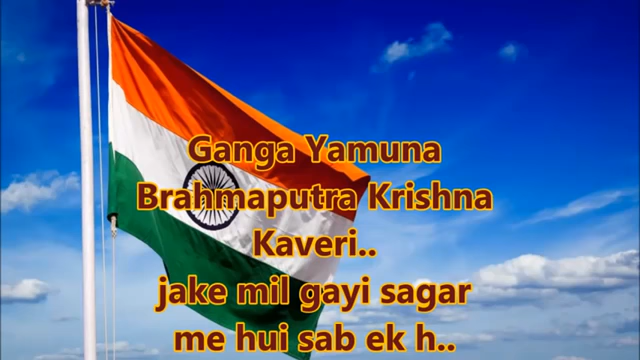 Ganga Yamuna
Brahmaputra Krishna
Kaveri..
jake mil gayi sagar
me hui sab ek h..